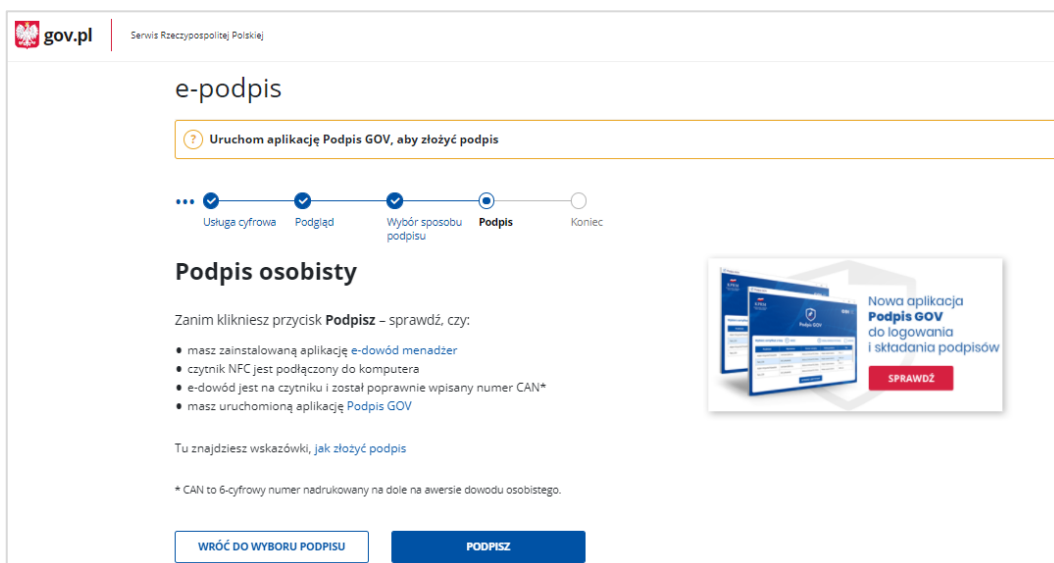 gov.pl
Serwis Rzeczypospolitej Polskiej
e-podpis
? Uruchom aplikację Podpis GOV, aby złożyć podpis
Usługa cyfrowa
Podgląd
Wybór sposobu
podpisu
Podpis
Koniec
Podpis osobisty
Zanim klikniesz przycisk Podpisz – sprawdź, czy:
• masz zainstalowaną aplikację e-dowód menadżer
• czytnik NFC jest podłączony do komputera
• e-dowód jest na czytniku i został poprawnie wpisany numer CAN*
• masz uruchomioną aplikację Podpis GOV
Tu znajdziesz wskazówki, jak złożyć podpis
* CAN to 6-cyfrowy numer nadrukowany na dole na awersie dowodu osobistego.
WRÓĆ DO WYBORU PODPISU
PODPISZ
Podpis GOV
Nowa aplikacja
Podpis GOV
do logowania
i składania podpisów
SPRAWDŹ